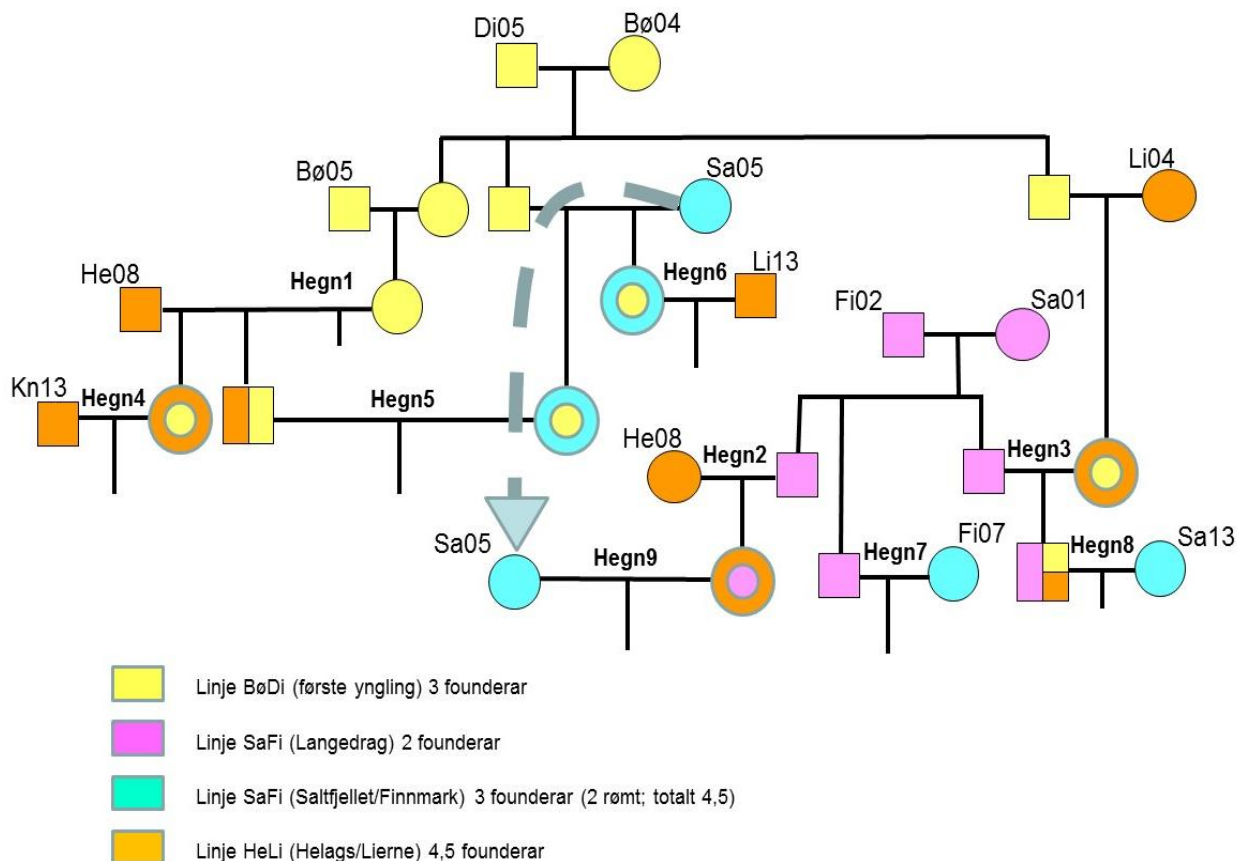 Di05
Bø04
Bø05
Sa05
Li04
He08
Hegn1
Hegn6
Li13
Fi02
Sa01
Kn13
Hegn4
Hegn5
He08
Hegn2
Hegn3
Sa05
Hegn9
Hegn7
Fi07
Hegn8
Sa13
Linje BøDi (første yngling) 3 founderar
Linje SaFi (Langedrag) 2 founderar
Linje SaFi (Saltfjellet/Finnmark) 3 founderar (2 rømt; totalt 4,5)
Linje HeLi (Helags/Lierne) 4,5 founderar